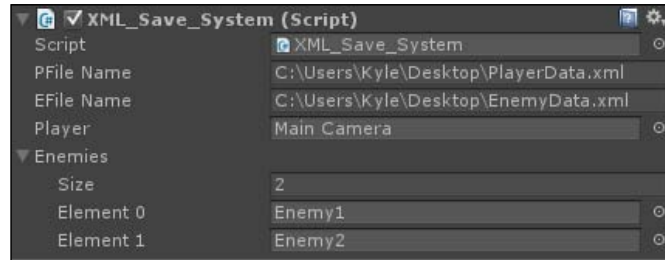 XML_Save_System (Script)
Script XML_Save_System
PFile Name C:\Users\Kyle\Desktop\PlayerData.xml
EFile Name C:\Users\Kyle\Desktop\EnemyData.xml
Player Main Camera
Enemies
Size 2
Element 0 Enemy1
Element 1 Enemy2